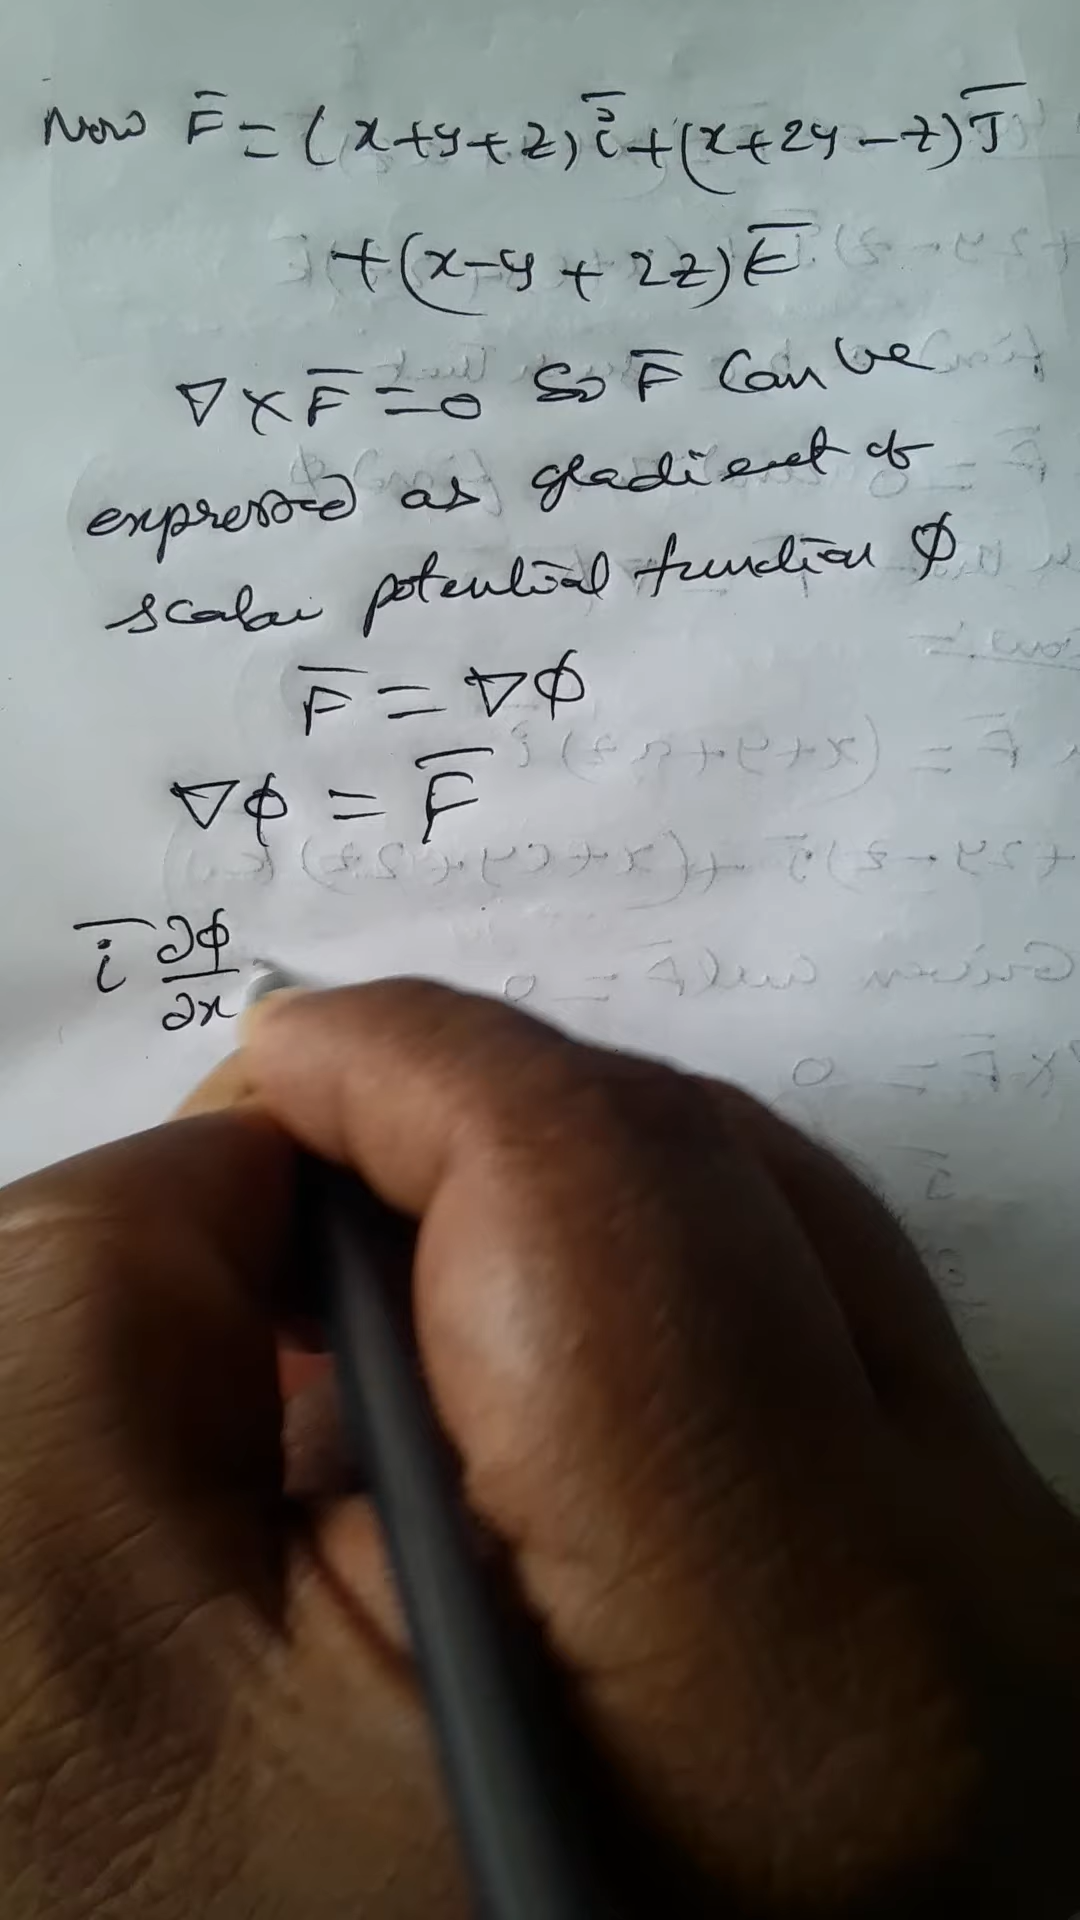 Now F̅ = (x+y+z) i̅ + (x+2y-z) J̅
+ (x-y+2z) k̅
∇×F̅ = 0 So F̅ Can be
expressed as gradient of
scalar potential function ϕ
F̅ = ∇ϕ
∇ϕ = F̅
i̅ ∂ϕ/∂x